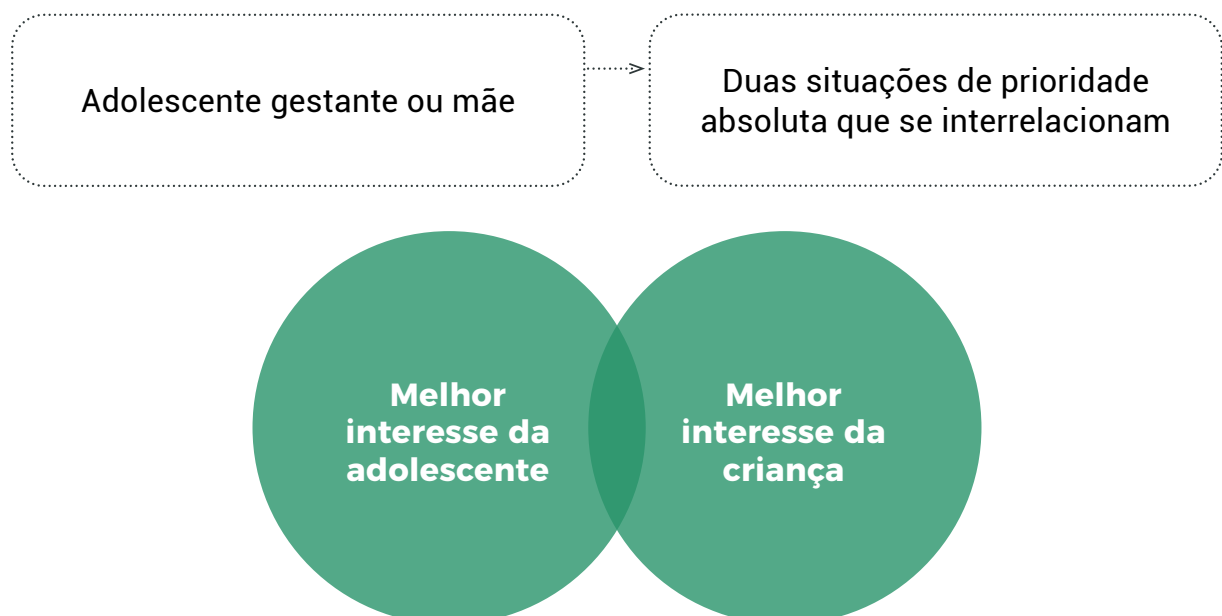 Adolescente gestante ou mãe
Duas situações de prioridade
absoluta que se interrelacionam
Melhor
interesse da
adolescente
Melhor
interesse da
criança